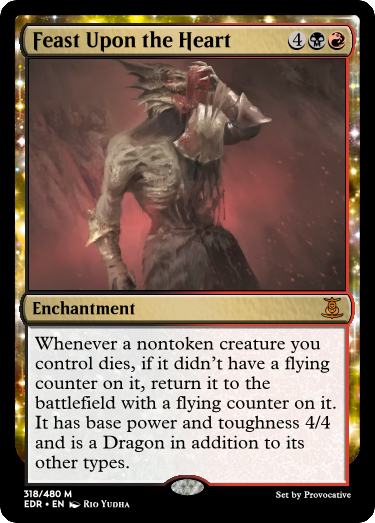 Feast Upon the Heart 4
Enchantment
Whenever a nontoken creature you
control dies, if it didn't have a flying
counter on it, return it to the
battlefield with a flying counter on it.
It has base power and toughness 4/4
and is a Dragon in addition to its
other types.
318/480 M
EDR • EN Rio Yudha
Set by Provocative